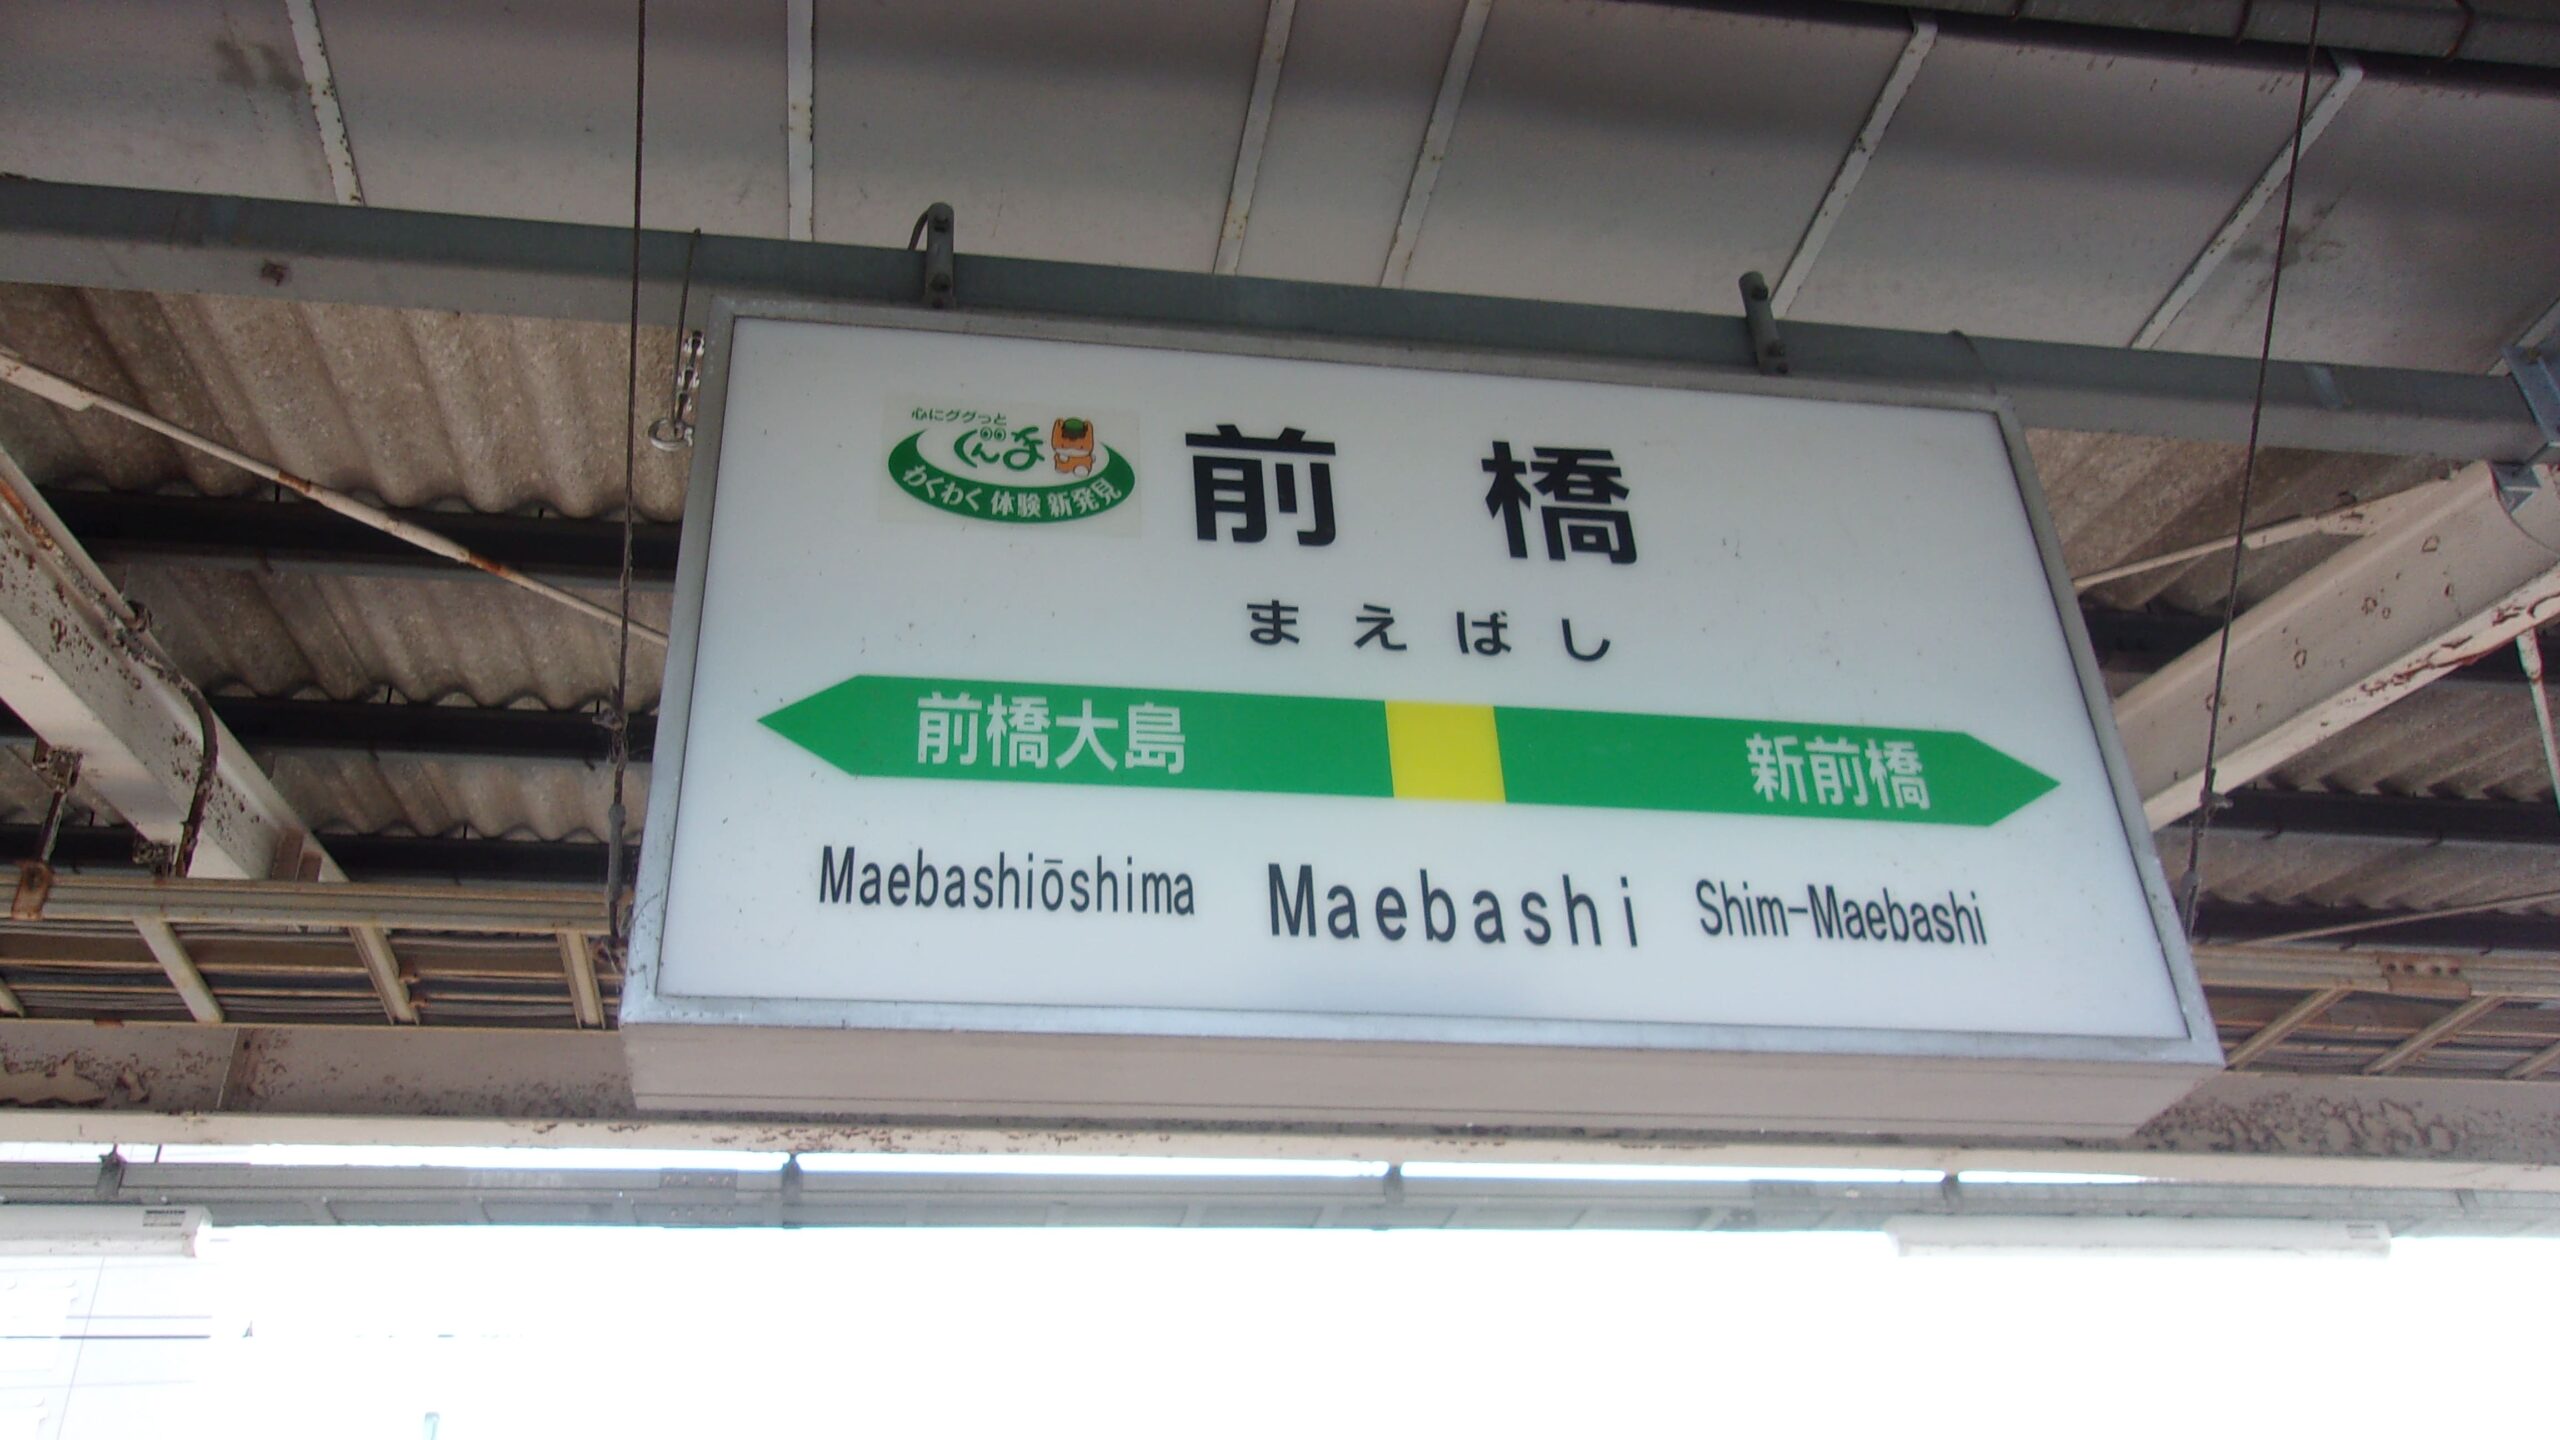 心にググっと
ぐんま
わくわく 体験 新発見
前橋
まえばし
前橋大島
新前橋
Maebashiōshima
Maebashi
Shim-Maebashi